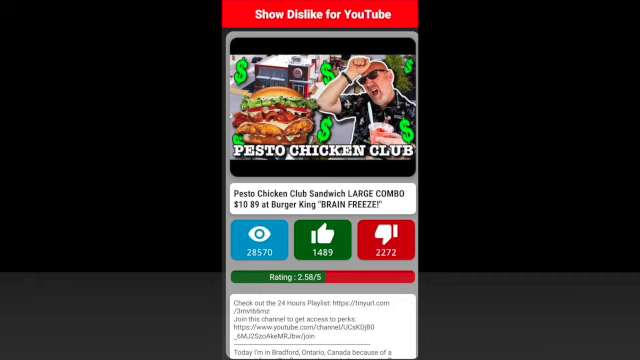 Show Dislike for YouTube
PESTO CHICKEN CLUB
Pesto Chicken Club Sandwich LARGE COMBO
$10 89 at Burger King "BRAIN FREEZE!"
28570
1489
2272
Rating : 2.58/5
Check out the 24 Hours Playlist: https://tinyurl.com
/3mvt66mz
Join this channel to get access to perks:
https://www.youtube.com/channel/UCsKDjB0
_6MJ2SzoAkeMRJbw/join
Today I'm in Bradford, Ontario, Canada because of a